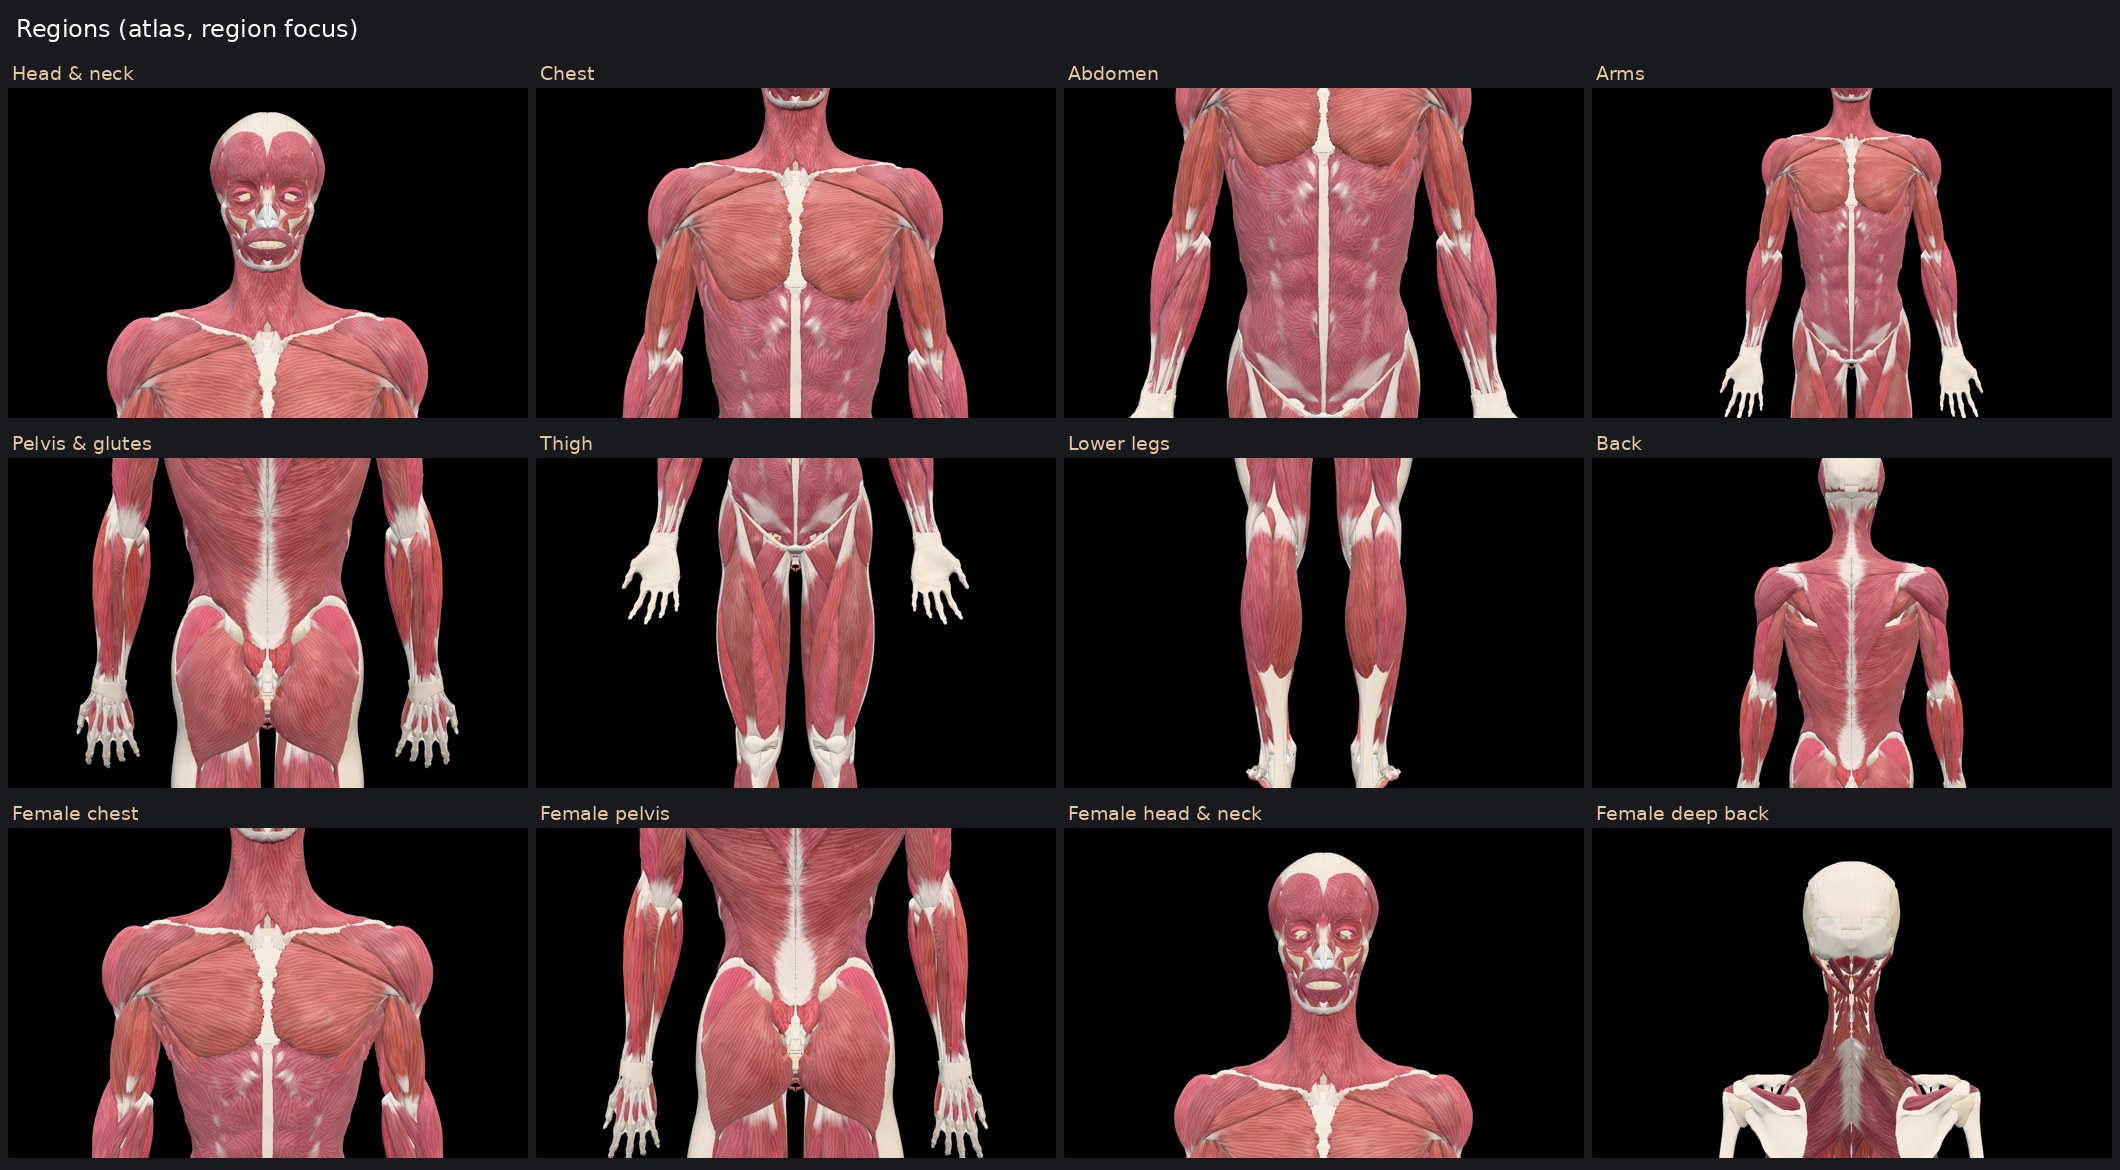 Regions (atlas, region focus)
Head & neck
Chest
Abdomen
Arms
Pelvis & glutes
Thigh
Lower legs
Back
Female chest
Female pelvis
Female head & neck
Female deep back